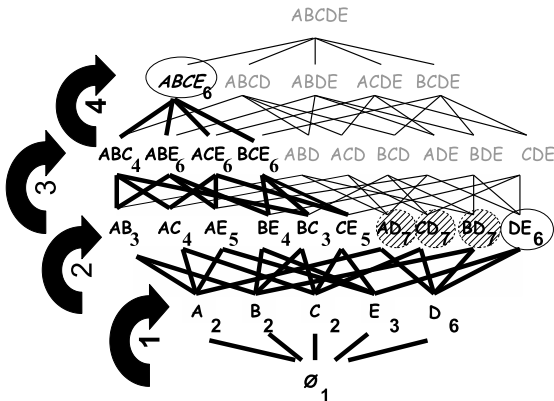 ABCDE
4 ABCE6 ABCD ABDE ACDE BCDE
3 ABC4 ABE6 ACE6 BCE6 ABD ACD BCD ADE BDE CDE
2 AB3 AC4 AE5 BE4 BC3 CE5 AD7 CD7 BD7 DE6
1 A2 B2 C2 E3 D6
Ø1